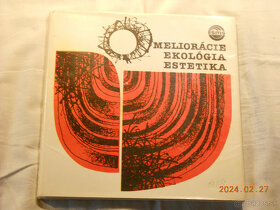 MELIORÁCIE
EKOLÓGIA
ESTETIKA
2024.02.27